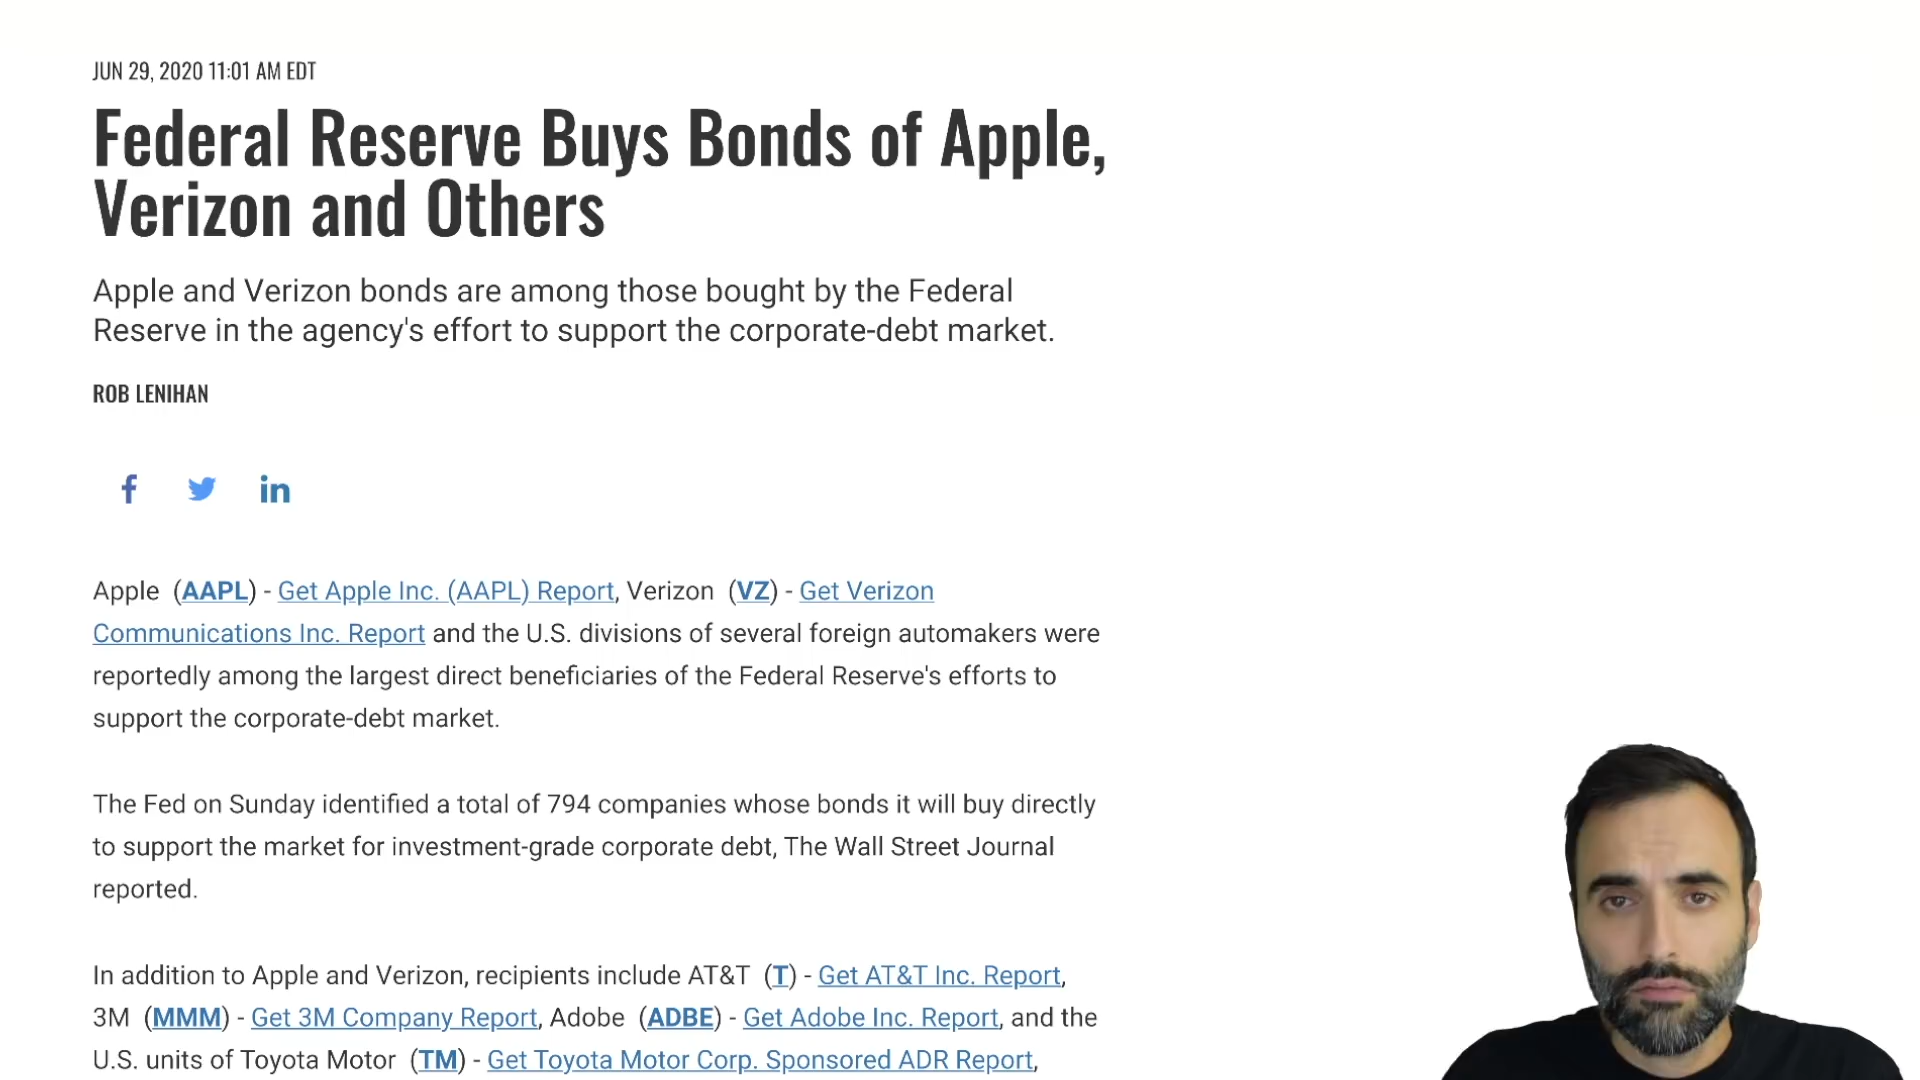 JUN 29, 2020 11:01 AM EDT
Federal Reserve Buys Bonds of Apple,
Verizon and Others
Apple and Verizon bonds are among those bought by the Federal
Reserve in the agency's effort to support the corporate-debt market.
ROB LENIHAN
Apple (AAPL) - Get Apple Inc. (AAPL) Report, Verizon (VZ) - Get Verizon
Communications Inc. Report and the U.S. divisions of several foreign automakers were
reportedly among the largest direct beneficiaries of the Federal Reserve's efforts to
support the corporate-debt market.
The Fed on Sunday identified a total of 794 companies whose bonds it will buy directly
to support the market for investment-grade corporate debt, The Wall Street Journal
reported.
In addition to Apple and Verizon, recipients include AT&T (T) - Get AT&T Inc. Report,
3M (MMM) - Get 3M Company Report, Adobe (ADBE) - Get Adobe Inc. Report, and the
U.S. units of Toyota Motor (TM) - Get Toyota Motor Corp. Sponsored ADR Report,